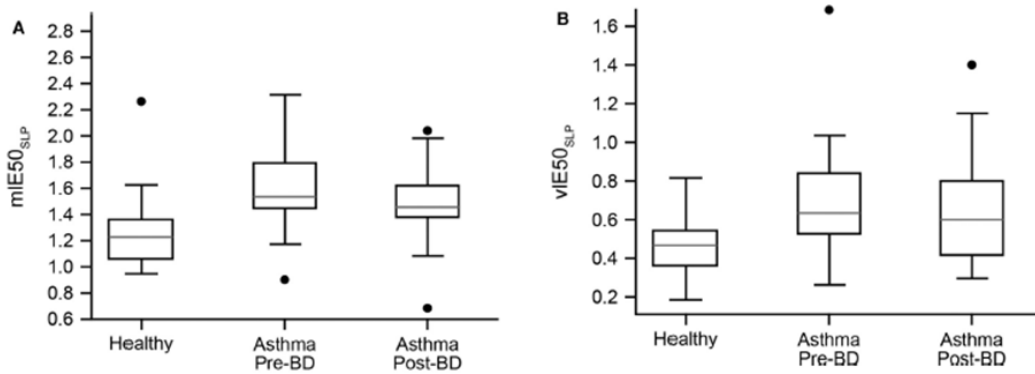 A
mIE50SLP
2.8
2.6
2.4
2.2
2.0
1.8
1.6
1.4
1.2
1.0
0.8
0.6
Healthy
Asthma
Pre-BD
Asthma
Post-BD
B
vIE50SLP
1.6
1.4
1.2
1.0
0.8
0.6
0.4
0.2
Healthy
Asthma
Pre-BD
Asthma
Post-BD